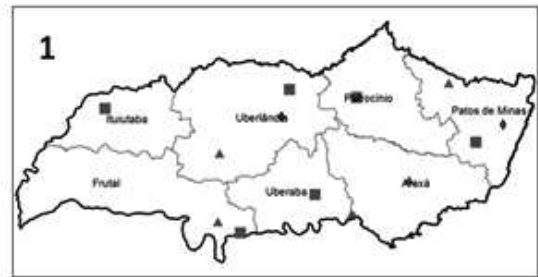 1
Ituiutaba
Uberlândia
Patrocínio
Patos de Minas
Frutal
Uberaba
Araxá